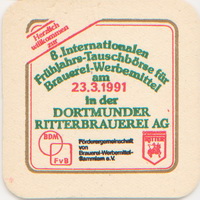 Herzlich
willkommen
zur
8. Internationalen
Frühjahrs-Tauschbörse für
Brauerei-Werbemittel
am
23.3.1991
in der
DORTMUNDER
RITTERBRAUEREI AG
BDM
FvB
Fördergemeinschaft
von
Brauerei-Werbemittel-
Sammlern e.V.
RITTER